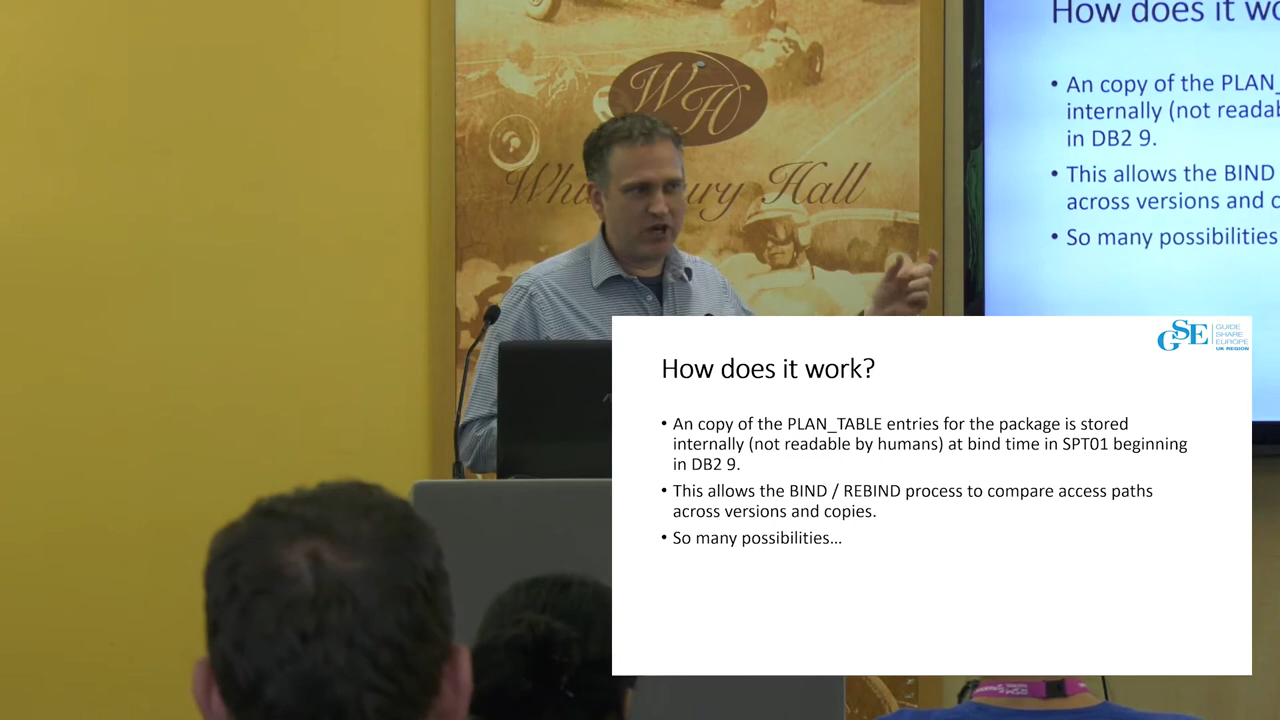 WH
Hall
How does it wo
• An copy of the PLAN_
internally (not readab
in DB2 9.
• This allows the BIND
across versions and c
• So many possibilities
GSE
GUIDE
SHARE
EUROPE
UK REGION
How does it work?
• An copy of the PLAN_TABLE entries for the package is stored
internally (not readable by humans) at bind time in SPT01 beginning
in DB2 9.
• This allows the BIND / REBIND process to compare access paths
across versions and copies.
• So many possibilities…